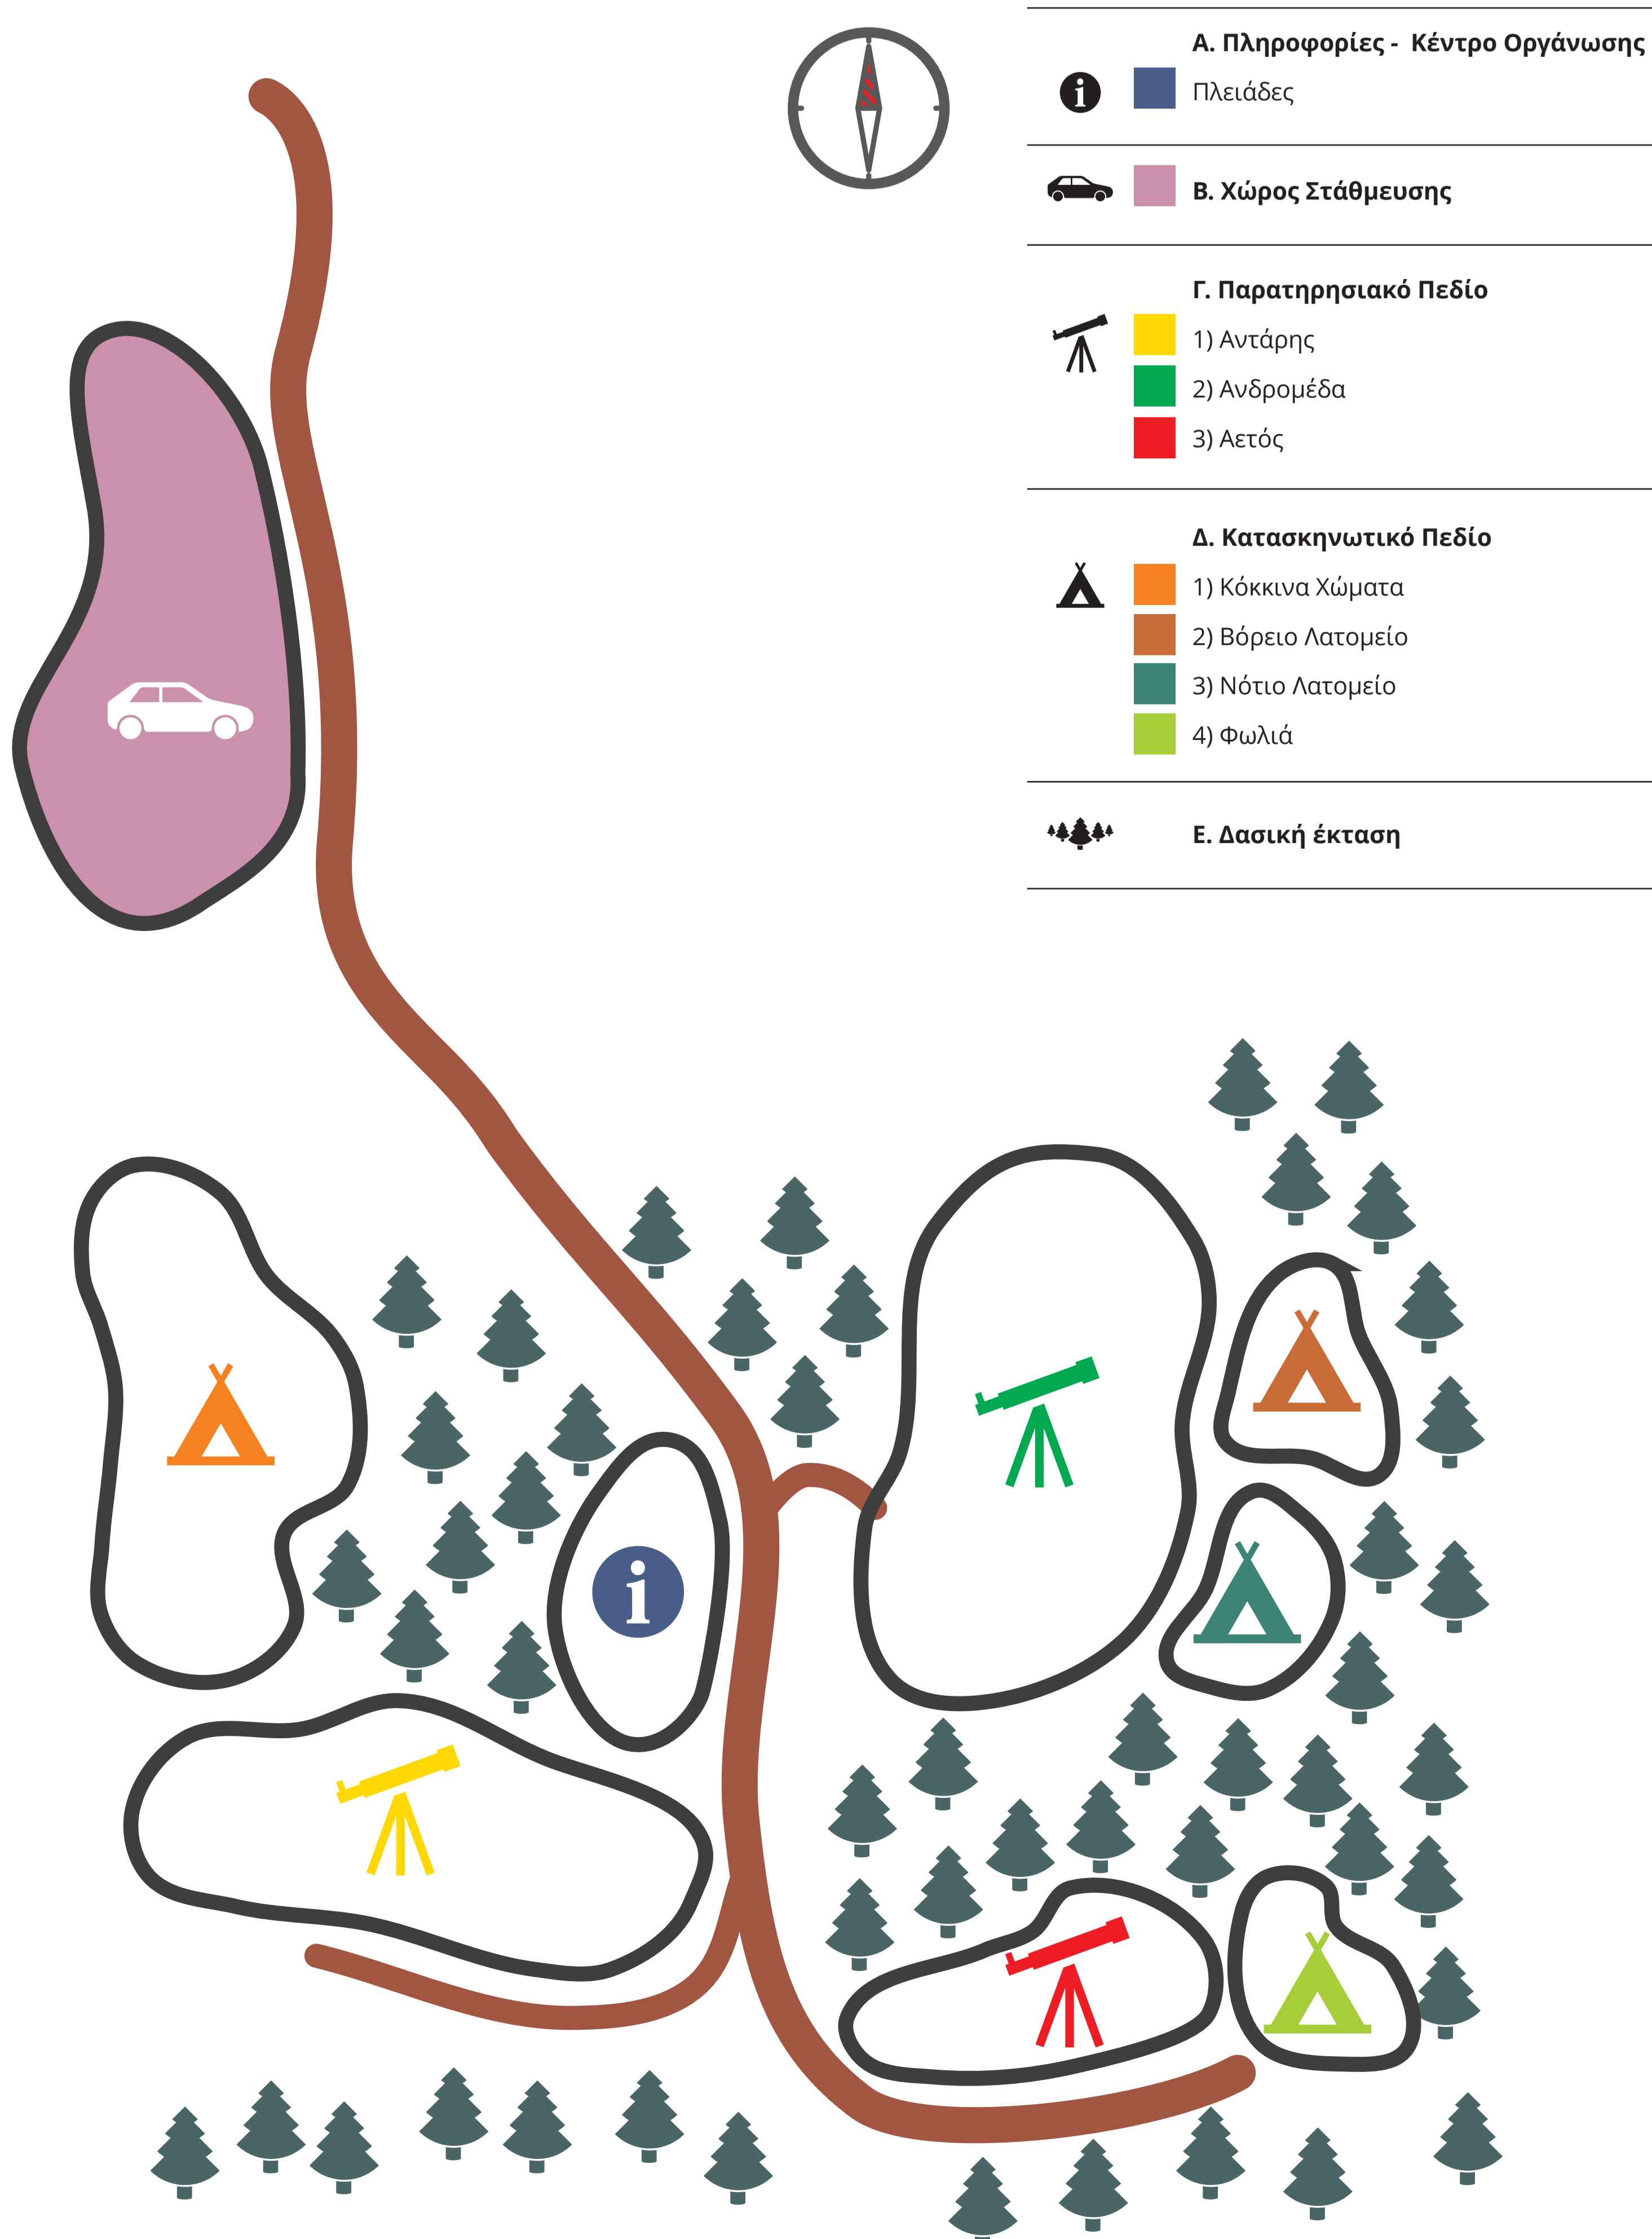 Α. Πληροφορίες - Κέντρο Οργάνωσης
Πλειάδες
Β. Χώρος Στάθμευσης
Γ. Παρατηρησιακό Πεδίο
1) Αντάρης
2) Ανδρομέδα
3) Αετός
Δ. Κατασκηνωτικό Πεδίο
1) Κόκκινα Χώματα
2) Βόρειο Λατομείο
3) Νότιο Λατομείο
4) Φωλιά
Ε. Δασική έκταση